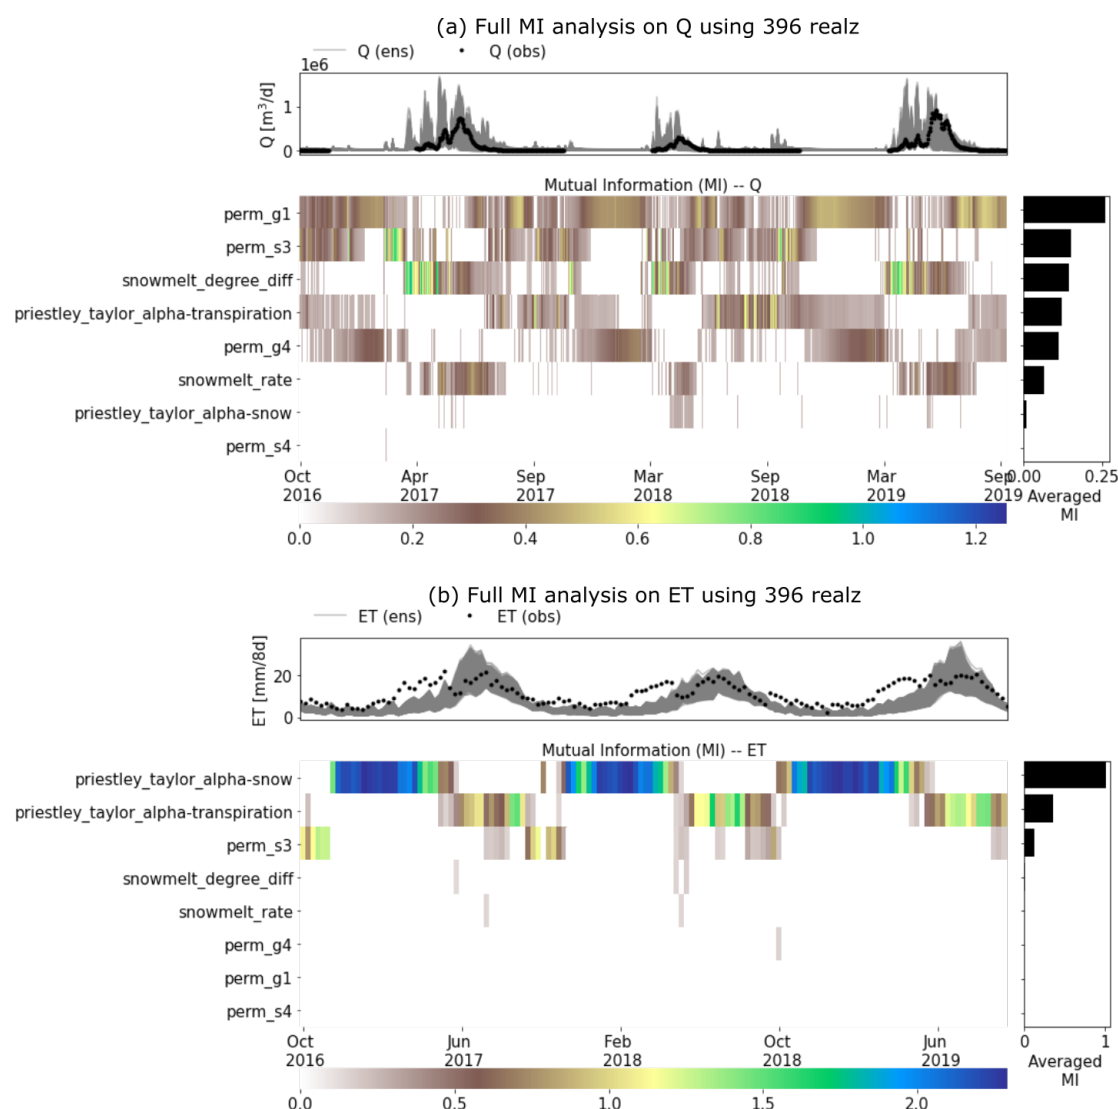 (a) Full MI analysis on Q using 396 realz
Q (ens) Q (obs)
1e6
Q [m³/d]
1
0
Mutual Information (MI) -- Q
perm_g1
perm_s3
snowmelt_degree_diff
priestley_taylor_alpha-transpiration
perm_g4
snowmelt_rate
priestley_taylor_alpha-snow
perm_s4
Oct 2016
Apr 2017
Sep 2017
Mar 2018
Sep 2018
Mar 2019
Sep 2019
0.00 0.25
Averaged
MI
0.0 0.2 0.4 0.6 0.8 1.0 1.2
(b) Full MI analysis on ET using 396 realz
ET (ens) ET (obs)
ET [mm/8d]
20
0
Mutual Information (MI) -- ET
priestley_taylor_alpha-snow
priestley_taylor_alpha-transpiration
perm_s3
snowmelt_degree_diff
snowmelt_rate
perm_g4
perm_g1
perm_s4
Oct 2016
Jun 2017
Feb 2018
Oct 2018
Jun 2019
0 1
Averaged
MI
0.0 0.5 1.0 1.5 2.0